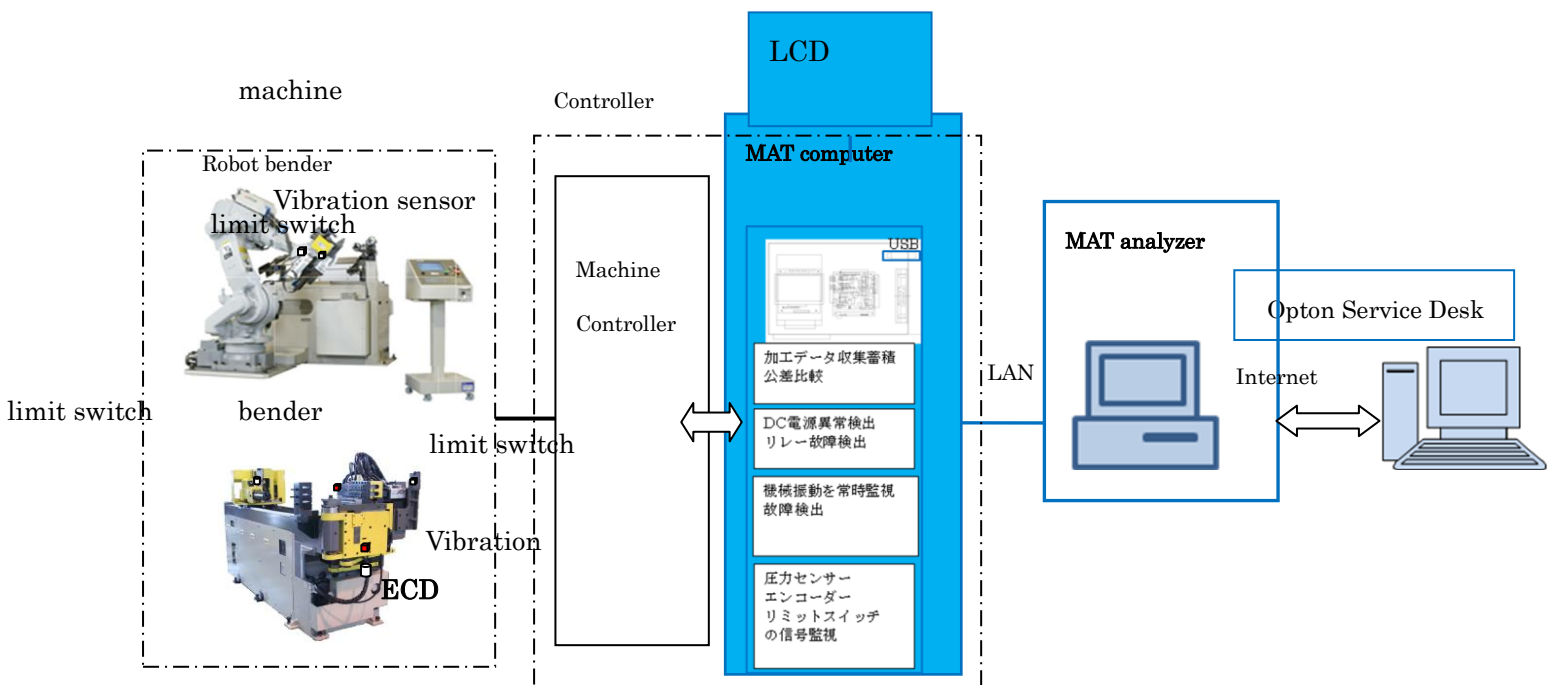 machine
Robot bender
Vibration sensor
limit switch
limit switch
bender
limit switch
Vibration
ECD
Controller
Machine
Controller
LCD
MAT computer
USB
加工データ収集蓄積
公差比較
DC電源異常検出
リレー故障検出
機械振動を常時監視
故障検出
圧力センサー
エンコーダー
リミットスイッチ
の信号監視
LAN
MAT analyzer
Opton Service Desk
Internet